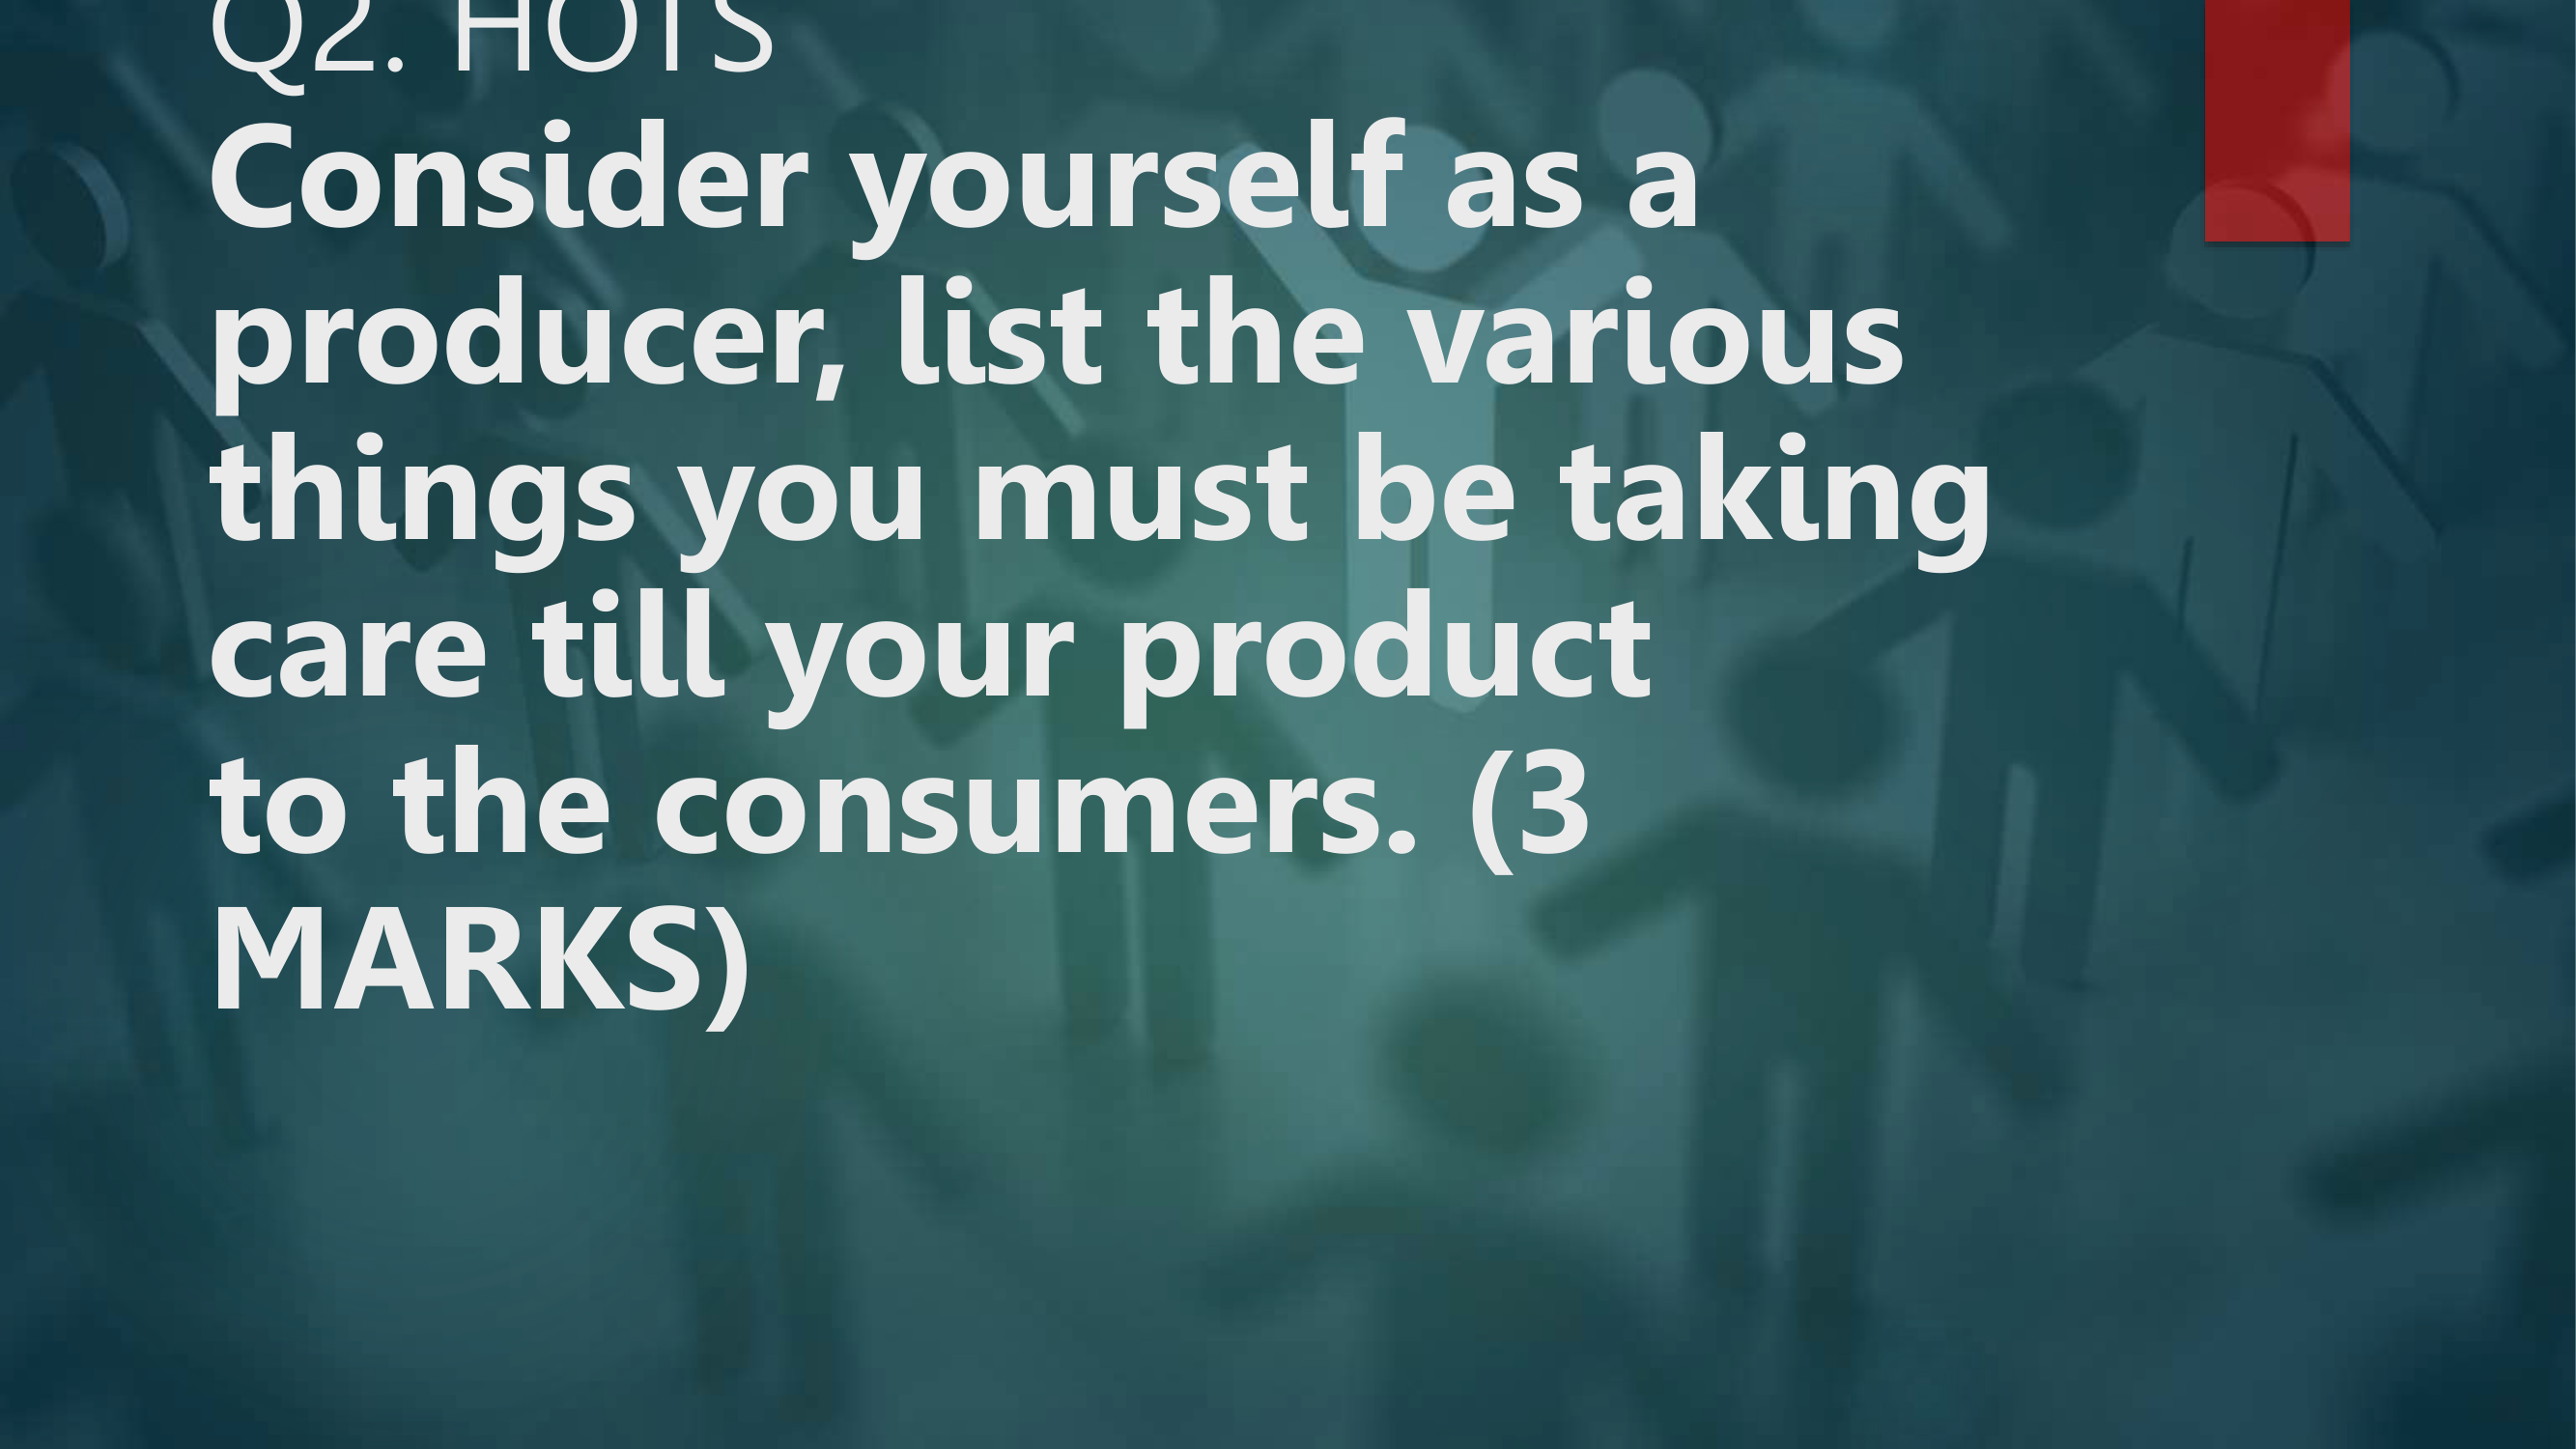 Q2. HOTS
Consider yourself as a
producer, list the various
things you must be taking
care till your product
to the consumers. (3
MARKS)